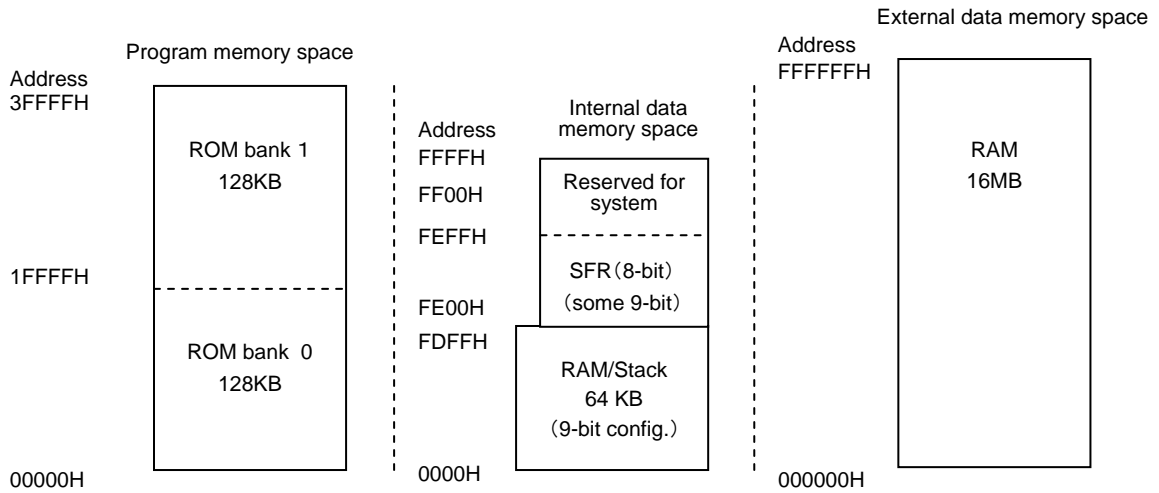 Program memory space
Address
3FFFFH
ROM bank 1
128KB
1FFFFH
ROM bank 0
128KB
00000H
Internal data
memory space
Address
FFFFH
Reserved for
system
FF00H
FEFFH
SFR（8-bit）
（some 9-bit）
FE00H
FDFFH
RAM/Stack
64 KB
（9-bit config.）
0000H
External data memory space
Address
FFFFFFH
RAM
16MB
000000H